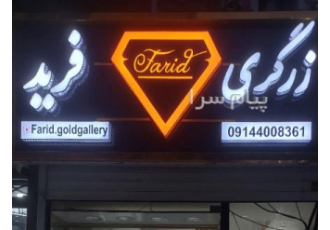 زرگری فرید
Farid
پیام سرا
Farid.goldgallery
09144008361